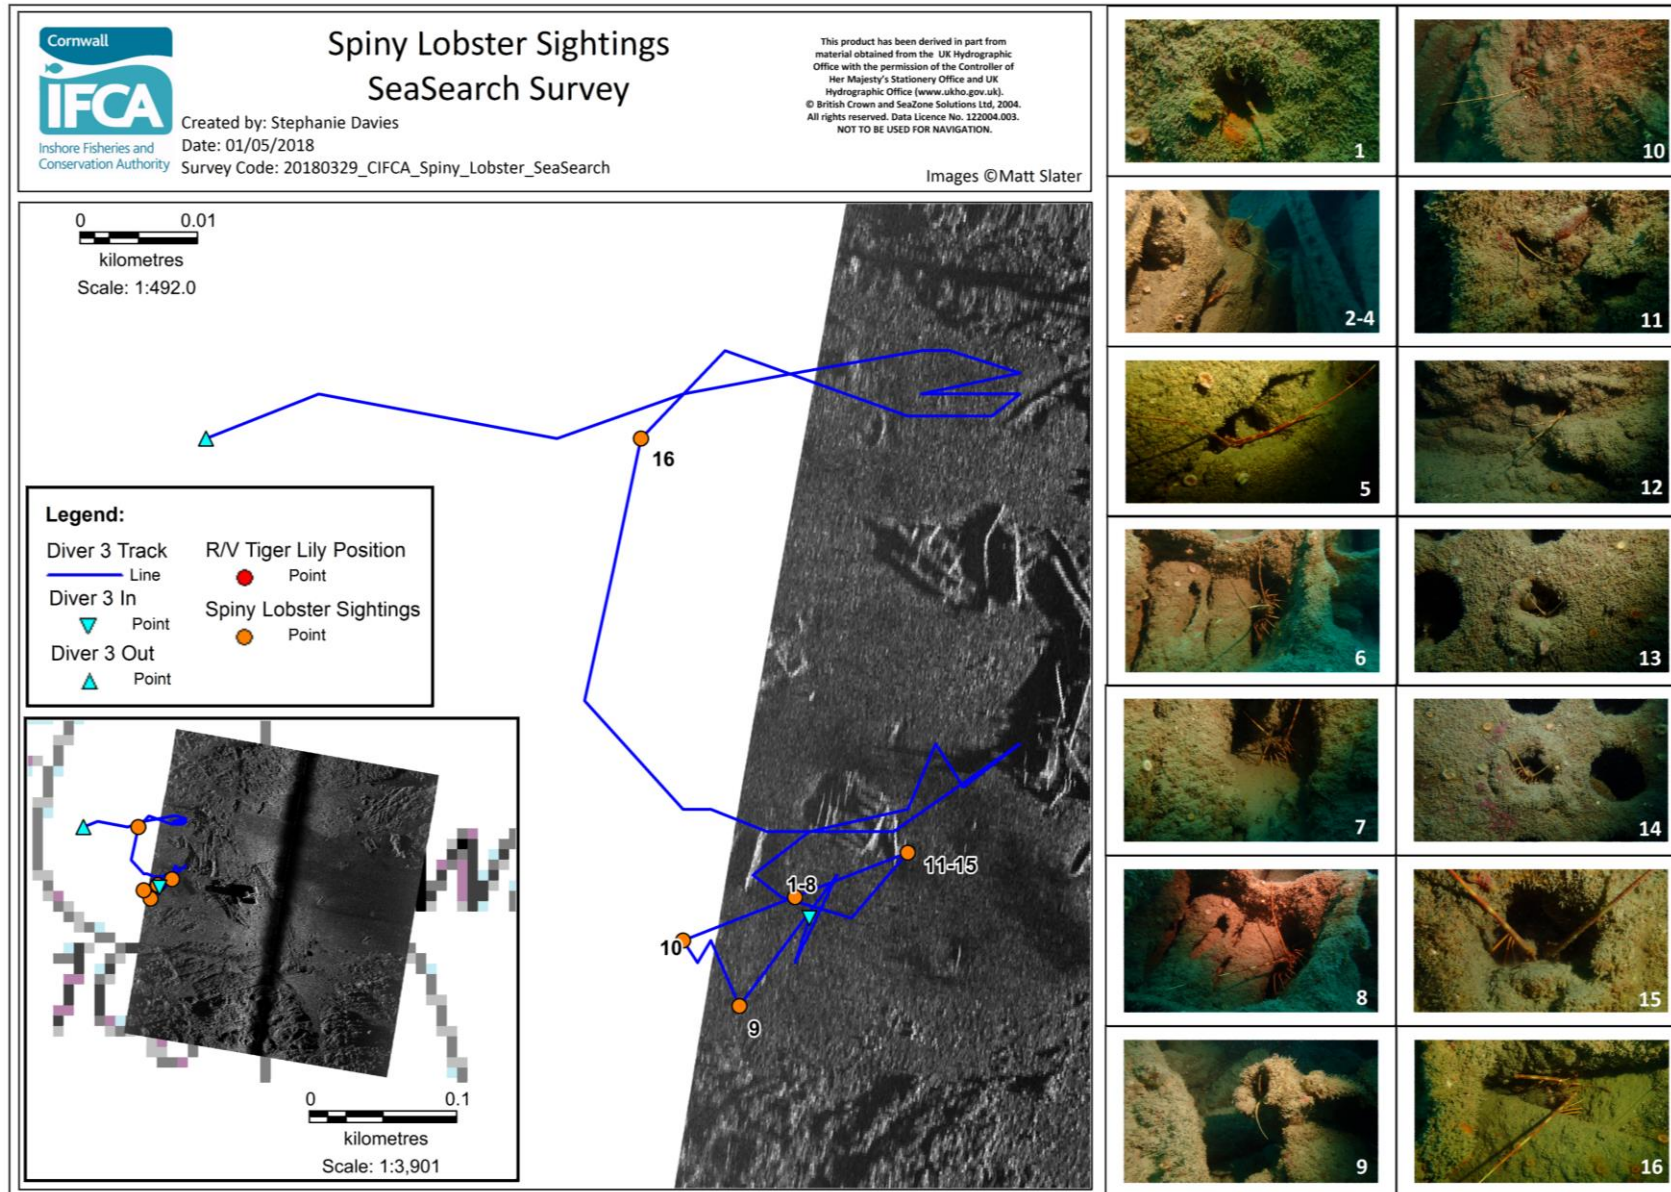 Cornwall
IFCA
Inshore Fisheries and
Conservation Authority
Spiny Lobster Sightings
SeaSearch Survey
Created by: Stephanie Davies
Date: 01/05/2018
Survey Code: 20180329_CIFCA_Spiny_Lobster_SeaSearch
This product has been derived in part from
material obtained from the UK Hydrographic
Office with the permission of the Controller of
Her Majesty's Stationery Office and UK
Hydrographic Office (www.ukho.gov.uk).
© British Crown and SeaZone Solutions Ltd, 2004.
All rights reserved. Data Licence No. 122004.003.
NOT TO BE USED FOR NAVIGATION.
Images ©Matt Slater
0 0.01
kilometres
Scale: 1:492.0
16
Legend:
Diver 3 Track
Line
Diver 3 In
Point
Diver 3 Out
Point
R/V Tiger Lily Position
Point
Spiny Lobster Sightings
Point
11-15
1-8
10
9
0 0.1
kilometres
Scale: 1:3,901
1
2-4
5
6
7
8
9
10
11
12
13
14
15
16